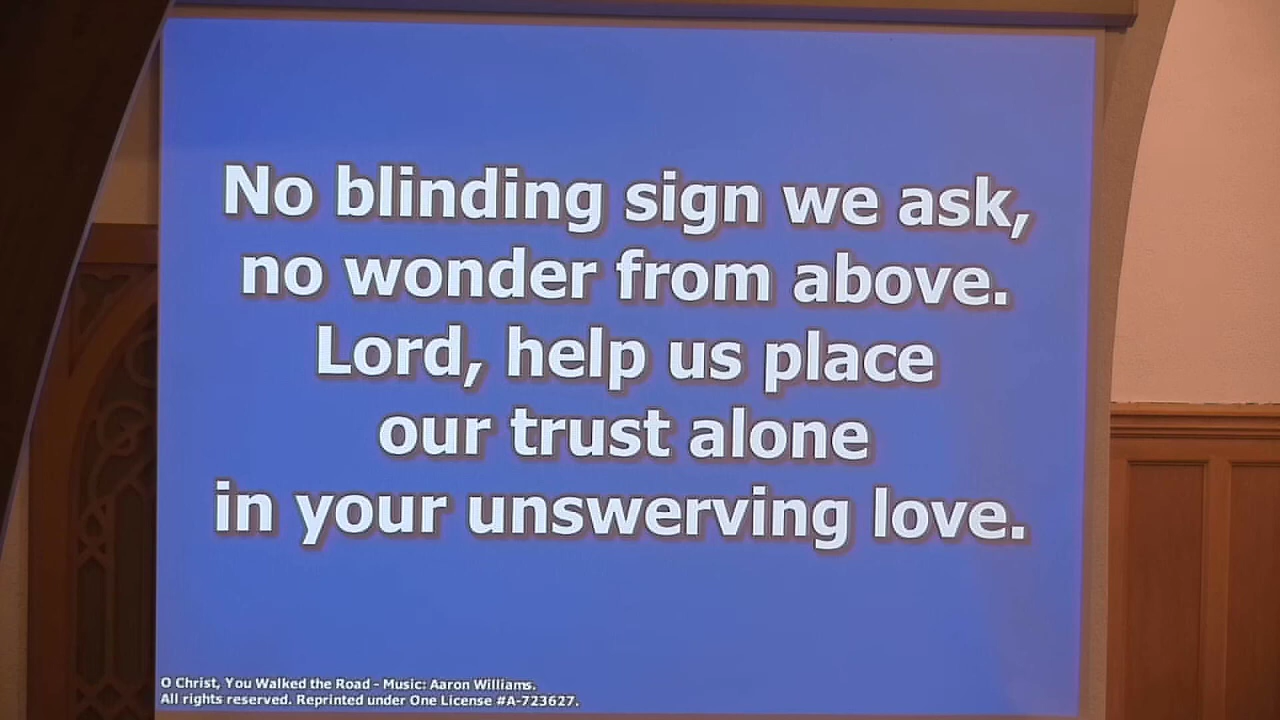 No blinding sign we ask,
no wonder from above.
Lord, help us place
our trust alone
in your unswerving love.
O Christ, You Walked the Road - Music: Aaron Williams.
All rights reserved. Reprinted under One License #A-723627.